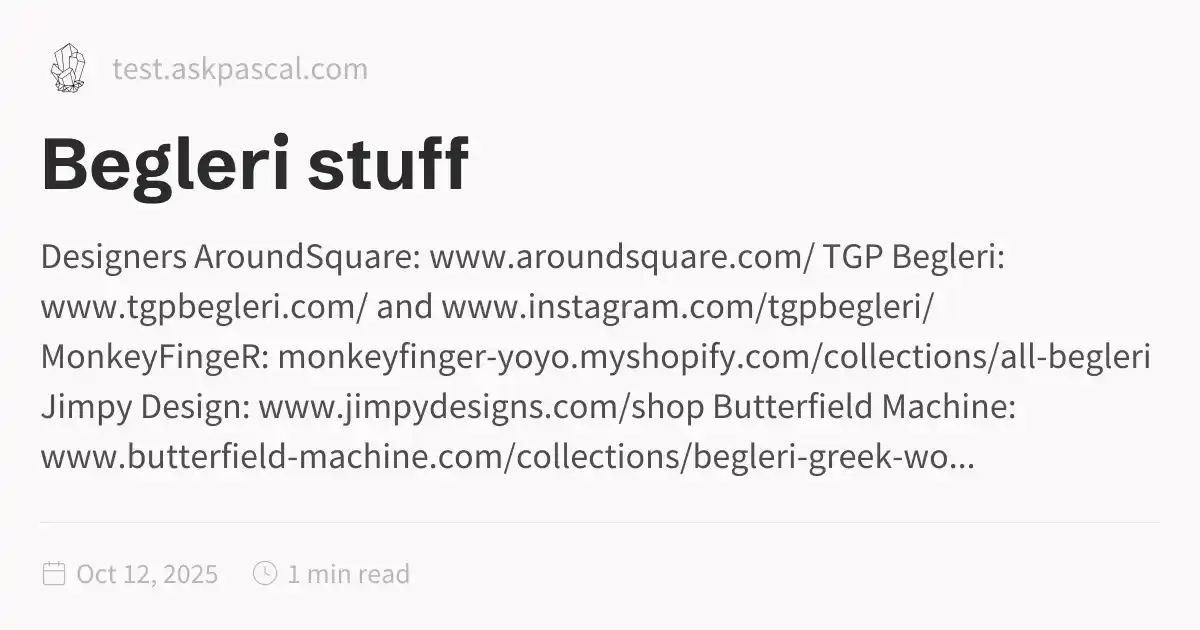 test.askpascal.com
Begleri stuff
Designers AroundSquare: www.aroundsquare.com/ TGP Begleri:
www.tgpbegleri.com/ and www.instagram.com/tgpbegleri/
MonkeyFingeR: monkeyfinger-yoyo.myshopify.com/collections/all-begleri
Jimpy Design: www.jimpydesigns.com/shop Butterfield Machine:
www.butterfield-machine.com/collections/begleri-greek-wo...
Oct 12, 2025 1 min read